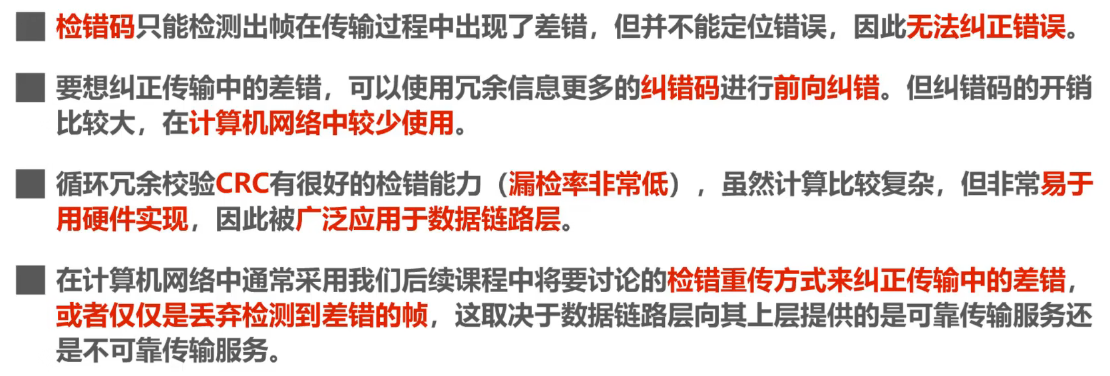 检错码只能检测出帧在传输过程中出现了差错，但并不能定位错误，因此无法纠正错误。
要想纠正传输中的差错，可以使用冗余信息更多的纠错码进行前向纠错。但纠错码的开销
比较大，在计算机网络中较少使用。
循环冗余校验CRC有很好的检错能力（漏检率非常低），虽然计算比较复杂，但非常易于
用硬件实现，因此被广泛应用于数据链路层。
在计算机网络中通常采用我们后续课程中将要讨论的检错重传方式来纠正传输中的差错，
或者仅仅是丢弃检测到差错的帧，这取决于数据链路层向其上层提供的是可靠传输服务还
是不可靠传输服务。